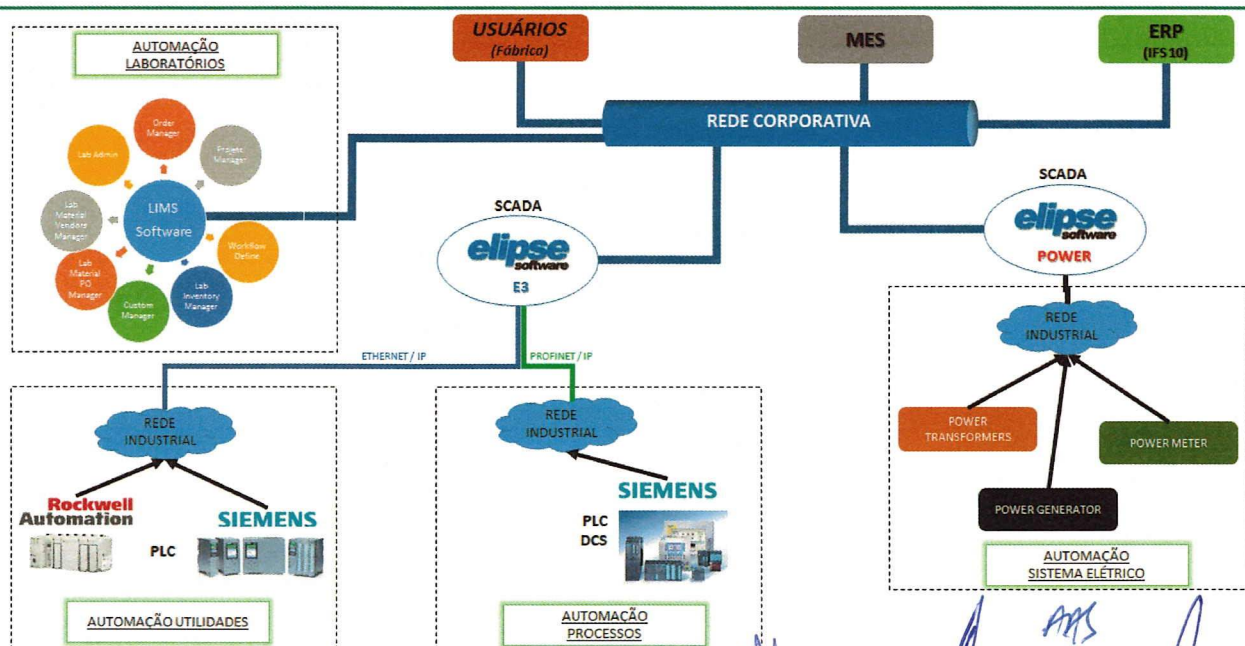 USUÁRIOS
(Fábrica)
MES
ERP
(IFS10)
REDE CORPORATIVA
AUTOMAÇÃO
LABORATÓRIOS
Order
Manager
Projets
Manager
Lab Admin
LIMS
Software
Lab
Material
Vendors
Manager
Workflow
Define
Lab
Material
PO
Manager
Lab
Inventory
Manager
Custom
Manager
SCADA
elipse
software
E3
SCADA
elipse
software
POWER
REDE
INDUSTRIAL
POWER
TRANSFORMERS
POWER METER
POWER GENERATOR
AUTOMAÇÃO
SISTEMA ELÉTRICO
ETHERNET / IP
PROFINET / IP
REDE
INDUSTRIAL
Rockwell
Automation
SIEMENS
PLC
AUTOMAÇÃO UTILIDADES
REDE
INDUSTRIAL
SIEMENS
PLC
DCS
AUTOMAÇÃO
PROCESSOS